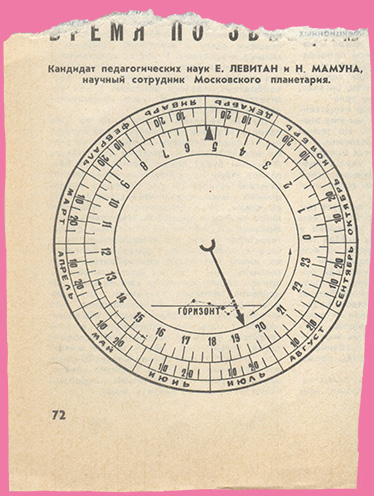 ВРЕМЯ ПО
Кандидат педагогических наук Е. ЛЕВИТАН и Н. МАМУНА,
научный сотрудник Московского планетария.
ЯНВАРЬ
10 20
ФЕВРАЛЬ
10 20
МАРТ
10 20
АПРЕЛЬ
10 20
МАЙ
10 20
ИЮНЬ
10 20
ИЮЛЬ
10 20
АВГУСТ
10 20
СЕНТЯБРЬ
10 20
ОКТЯБРЬ
10 20
НОЯБРЬ
10 20
ДЕКАБРЬ
10 20
0 1 2 3 4 5 6 7 8 9 10 11 12 13 14 15 16 17 18 19 20 21 22 23
ГОРИЗОНТ
72